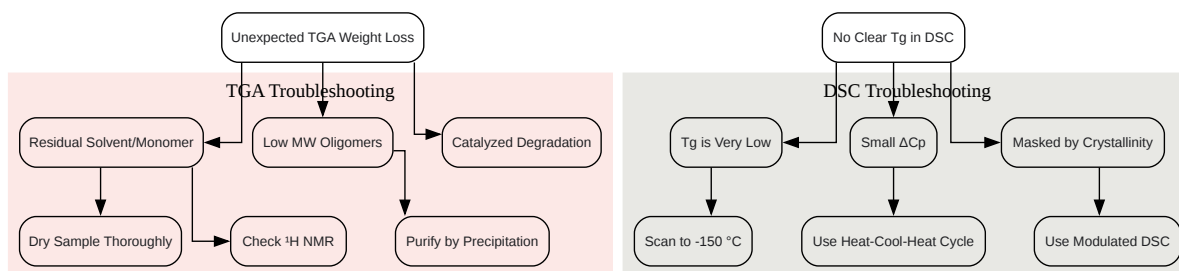 Unexpected TGA Weight Loss
TGA Troubleshooting
Residual Solvent/Monomer
Low MW Oligomers
Catalyzed Degradation
Dry Sample Thoroughly
Check ¹H NMR
Purify by Precipitation
No Clear Tg in DSC
DSC Troubleshooting
Tg is Very Low
Small ΔCp
Masked by Crystallinity
Scan to -150 °C
Use Heat-Cool-Heat Cycle
Use Modulated DSC